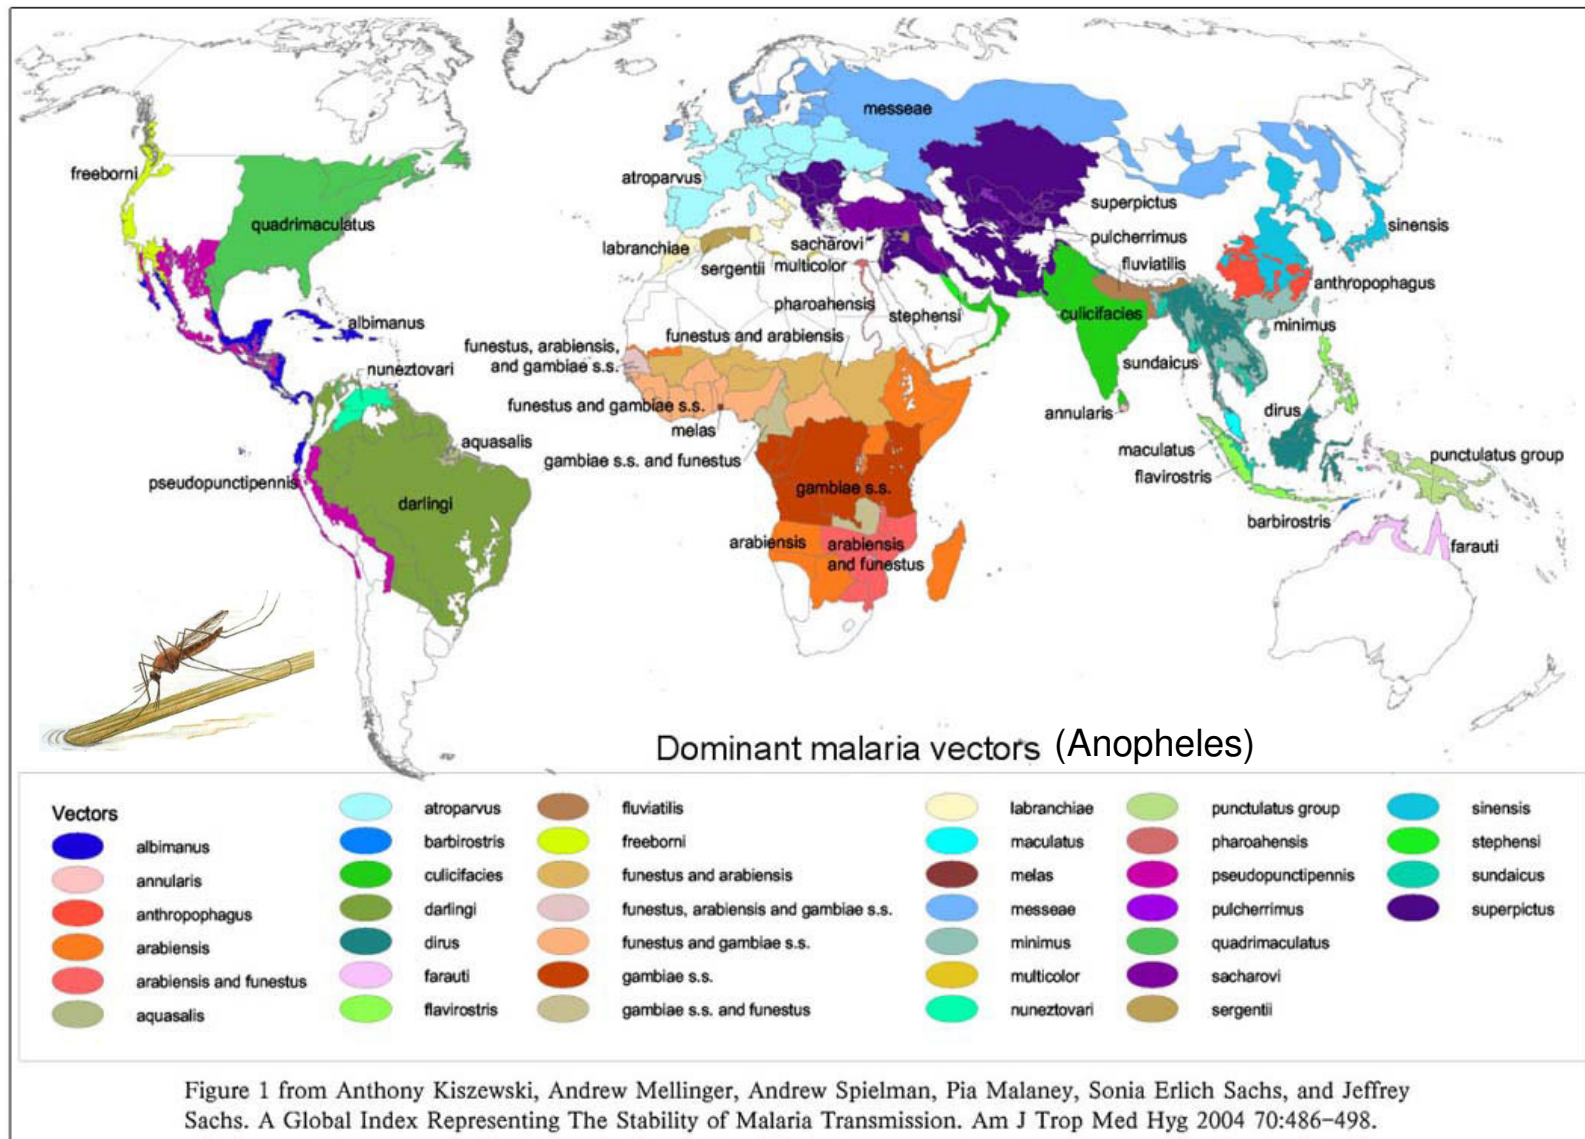 messeae
freeborni
atroparvus
quadrimaculatus
superpictus
sinensis
labranchiae
sacharovi
pulcherrimus
sergentii
multicolor
fluviatilis
anthropophagus
pharoahensis
stephensi
culicifacies
albimanus
minimus
funestus and arabiensis
funestus, arabiensis,
and gambiae s.s.
nuneztovari
sundaicus
funestus and gambiae s.s.
annularis
dirus
melas
aquasalis
gambiae s.s. and funestus
maculatus
punctulatus group
flavirostris
pseudopunctipennis
gambiae s.s.
darlingi
barbirostris
arabiensis
arabiensis
and funestus
farauti
Dominant malaria vectors (Anopheles)
Vectors
albimanus
annularis
anthropophagus
arabiensis
arabiensis and funestus
aquasalis
atroparvus
barbirostris
culicifacies
darlingi
dirus
farauti
flavirostris
fluviatilis
freeborni
funestus and arabiensis
funestus, arabiensis and gambiae s.s.
funestus and gambiae s.s.
gambiae s.s.
gambiae s.s. and funestus
labranchiae
maculatus
melas
messeae
minimus
multicolor
nuneztovari
punctulatus group
pharoahensis
pseudopunctipennis
pulcherrimus
quadrimaculatus
sacharovi
sergentii
sinensis
stephensi
sundaicus
superpictus
Figure 1 from Anthony Kiszewski, Andrew Mellinger, Andrew Spielman, Pia Malaney, Sonia Erlich Sachs, and Jeffrey
Sachs. A Global Index Representing The Stability of Malaria Transmission. Am J Trop Med Hyg 2004 70:486–498.